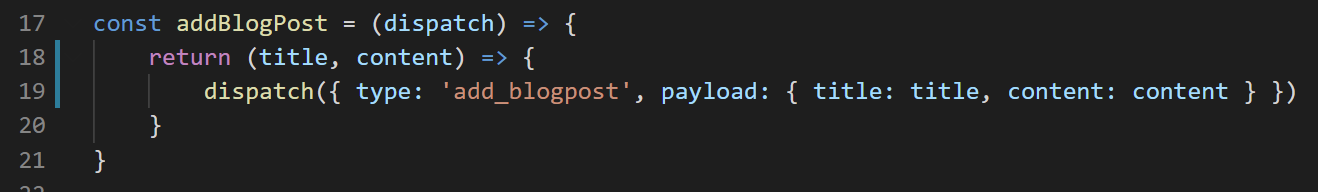 17 const addBlogPost = (dispatch) => {
18 return (title, content) => {
19 dispatch({ type: 'add_blogpost', payload: { title: title, content: content } })
20 }
21 }